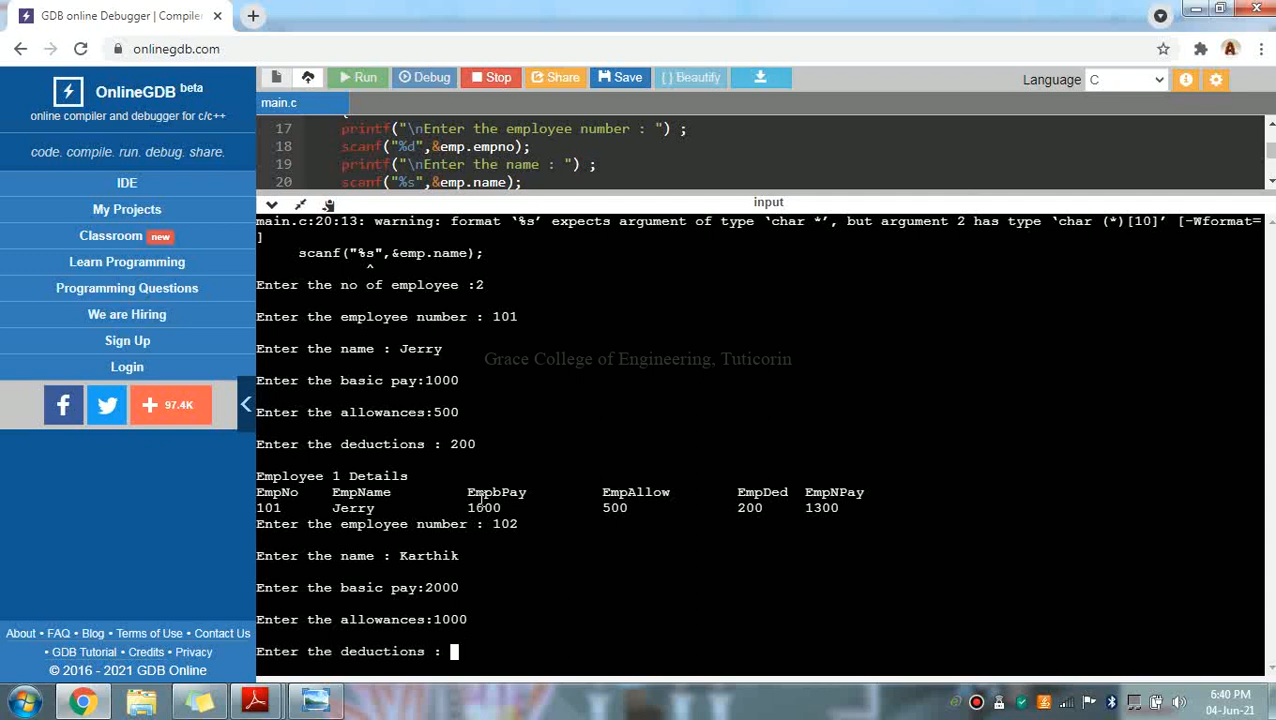 GDB online Debugger | Compiler
onlinegdb.com
OnlineGDB beta
online compiler and debugger for c/c++
code. compile. run. debug. share.
IDE
My Projects
Classroom new
Learn Programming
Programming Questions
We are Hiring
Sign Up
Login
97.4K
About • FAQ • Blog • Terms of Use • Contact Us
• GDB Tutorial • Credits • Privacy
© 2016 - 2021 GDB Online
Run Debug Stop Share Save { } Beautify
Language C
main.c
17 printf("\nEnter the employee number : ") ;
18 scanf("%d",&emp.empno);
19 printf("\nEnter the name : ") ;
20 scanf("%s",&emp.name);
input
main.c:20:13: warning: format ‘%s’ expects argument of type ‘char *’, but argument 2 has type ‘char (*)[10]’ [-Wformat=
]
scanf("%s",&emp.name);
^
Enter the no of employee :2
Enter the employee number : 101
Enter the name : Jerry
Grace College of Engineering, Tuticorin
Enter the basic pay:1000
Enter the allowances:500
Enter the deductions : 200
Employee 1 Details
EmpNo EmpName EmpbPay EmpAllow EmpDed EmpNPay
101 Jerry 1000 500 200 1300
Enter the employee number : 102
Enter the name : Karthik
Enter the basic pay:2000
Enter the allowances:1000
Enter the deductions :
6:40 PM
04-Jun-21